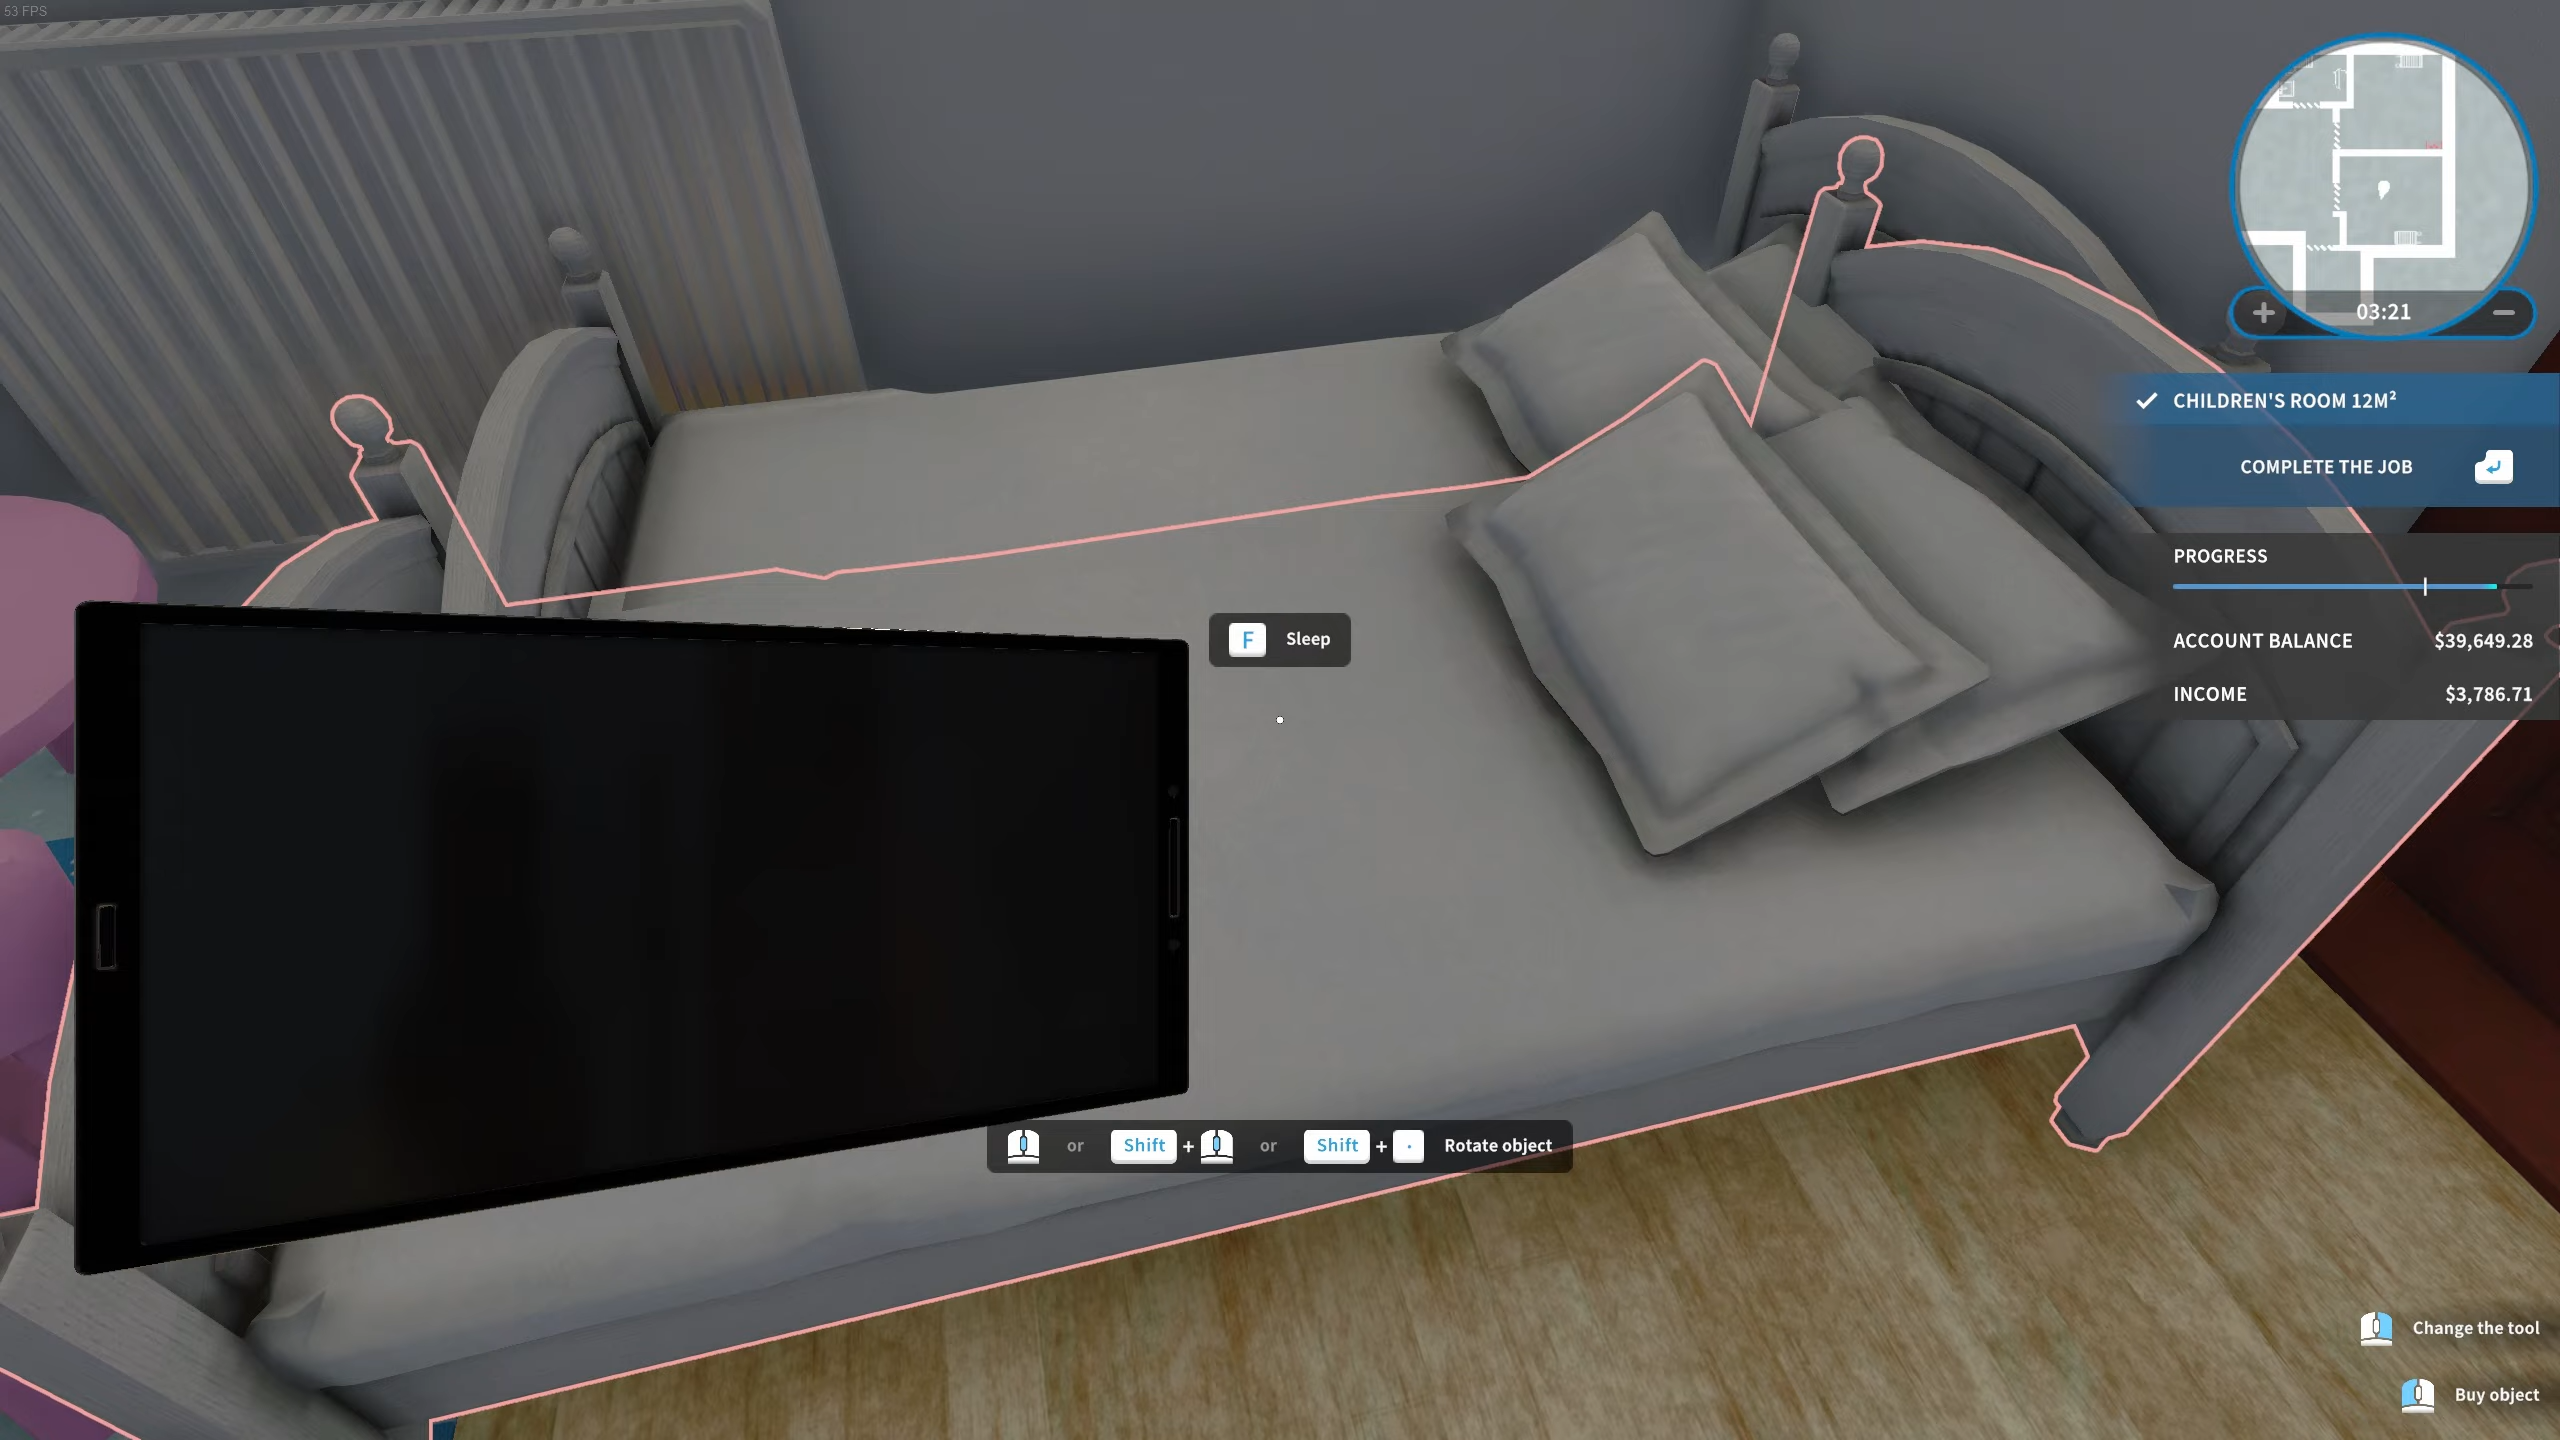 53 FPS
03:21
CHILDREN'S ROOM 12M²
COMPLETE THE JOB
PROGRESS
ACCOUNT BALANCE $39,649.28
INCOME $3,786.71
F Sleep
or Shift + or Shift + . Rotate object
Change the tool
Buy object